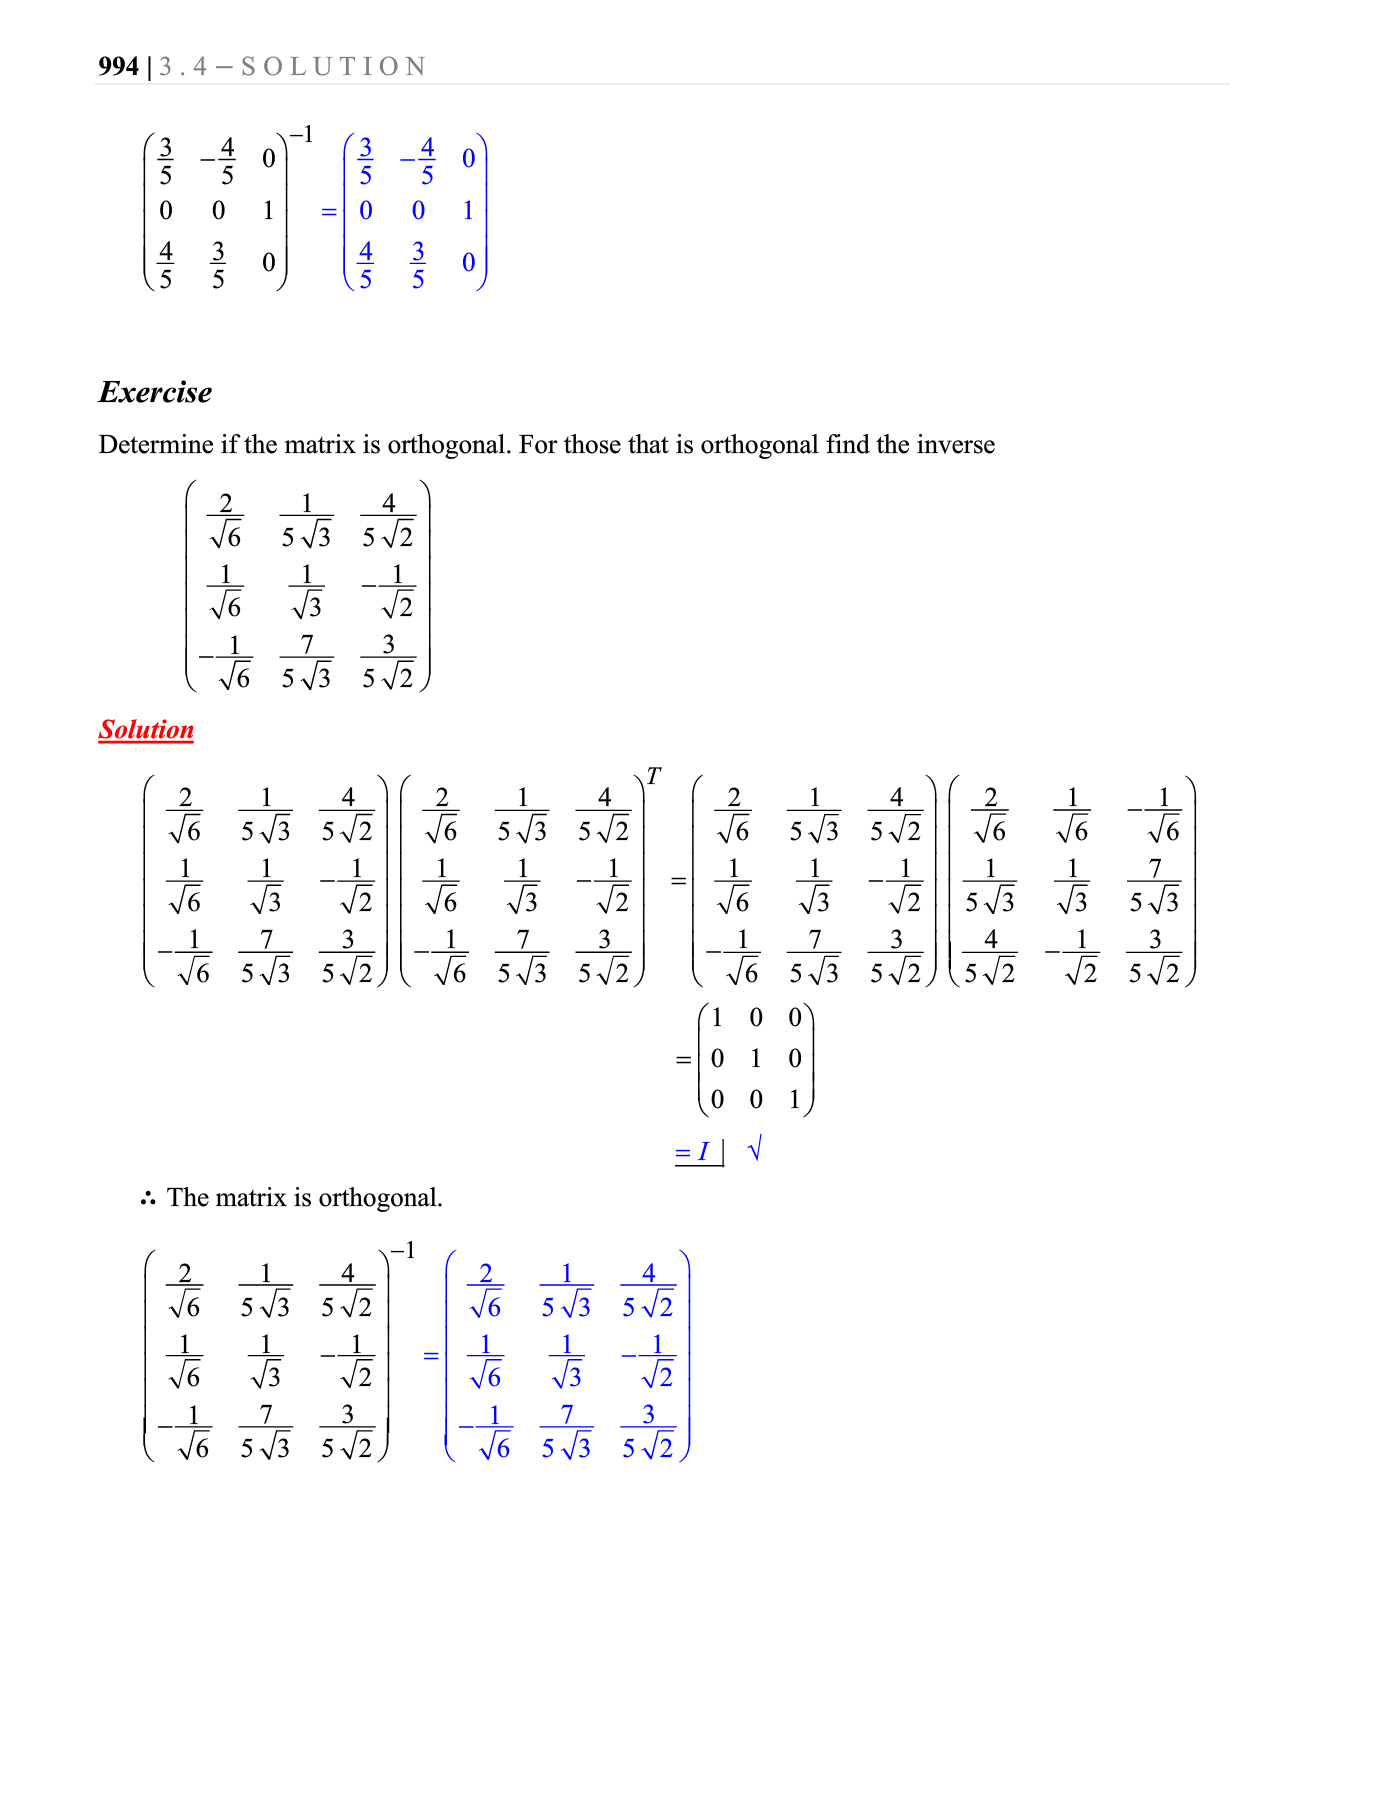 994 | 3.4 – SOLUTION
$\begin{pmatrix} \frac{3}{5} & -\frac{4}{5} & 0 \\ 0 & 0 & 1 \\ \frac{4}{5} & \frac{3}{5} & 0 \end{pmatrix}^{-1} = \begin{pmatrix} \frac{3}{5} & -\frac{4}{5} & 0 \\ 0 & 0 & 1 \\ \frac{4}{5} & \frac{3}{5} & 0 \end{pmatrix}$
Exercise
Determine if the matrix is orthogonal. For those that is orthogonal find the inverse
$\begin{pmatrix} \frac{2}{\sqrt{6}} & \frac{1}{5\sqrt{3}} & \frac{4}{5\sqrt{2}} \\ \frac{1}{\sqrt{6}} & \frac{1}{\sqrt{3}} & -\frac{1}{\sqrt{2}} \\ -\frac{1}{\sqrt{6}} & \frac{7}{5\sqrt{3}} & \frac{3}{5\sqrt{2}} \end{pmatrix}$
Solution
$\begin{pmatrix} \frac{2}{\sqrt{6}} & \frac{1}{5\sqrt{3}} & \frac{4}{5\sqrt{2}} \\ \frac{1}{\sqrt{6}} & \frac{1}{\sqrt{3}} & -\frac{1}{\sqrt{2}} \\ -\frac{1}{\sqrt{6}} & \frac{7}{5\sqrt{3}} & \frac{3}{5\sqrt{2}} \end{pmatrix} \begin{pmatrix} \frac{2}{\sqrt{6}} & \frac{1}{5\sqrt{3}} & \frac{4}{5\sqrt{2}} \\ \frac{1}{\sqrt{6}} & \frac{1}{\sqrt{3}} & -\frac{1}{\sqrt{2}} \\ -\frac{1}{\sqrt{6}} & \frac{7}{5\sqrt{3}} & \frac{3}{5\sqrt{2}} \end{pmatrix}^{T} = \begin{pmatrix} \frac{2}{\sqrt{6}} & \frac{1}{5\sqrt{3}} & \frac{4}{5\sqrt{2}} \\ \frac{1}{\sqrt{6}} & \frac{1}{\sqrt{3}} & -\frac{1}{\sqrt{2}} \\ -\frac{1}{\sqrt{6}} & \frac{7}{5\sqrt{3}} & \frac{3}{5\sqrt{2}} \end{pmatrix} \begin{pmatrix} \frac{2}{\sqrt{6}} & \frac{1}{\sqrt{6}} & -\frac{1}{\sqrt{6}} \\ \frac{1}{5\sqrt{3}} & \frac{1}{\sqrt{3}} & \frac{7}{5\sqrt{3}} \\ \frac{4}{5\sqrt{2}} & -\frac{1}{\sqrt{2}} & \frac{3}{5\sqrt{2}} \end{pmatrix}$
$= \begin{pmatrix} 1 & 0 & 0 \\ 0 & 1 & 0 \\ 0 & 0 & 1 \end{pmatrix}$
= I | √
∴ The matrix is orthogonal.
$\begin{pmatrix} \frac{2}{\sqrt{6}} & \frac{1}{5\sqrt{3}} & \frac{4}{5\sqrt{2}} \\ \frac{1}{\sqrt{6}} & \frac{1}{\sqrt{3}} & -\frac{1}{\sqrt{2}} \\ -\frac{1}{\sqrt{6}} & \frac{7}{5\sqrt{3}} & \frac{3}{5\sqrt{2}} \end{pmatrix}^{-1} = \begin{pmatrix} \frac{2}{\sqrt{6}} & \frac{1}{5\sqrt{3}} & \frac{4}{5\sqrt{2}} \\ \frac{1}{\sqrt{6}} & \frac{1}{\sqrt{3}} & -\frac{1}{\sqrt{2}} \\ -\frac{1}{\sqrt{6}} & \frac{7}{5\sqrt{3}} & \frac{3}{5\sqrt{2}} \end{pmatrix}$